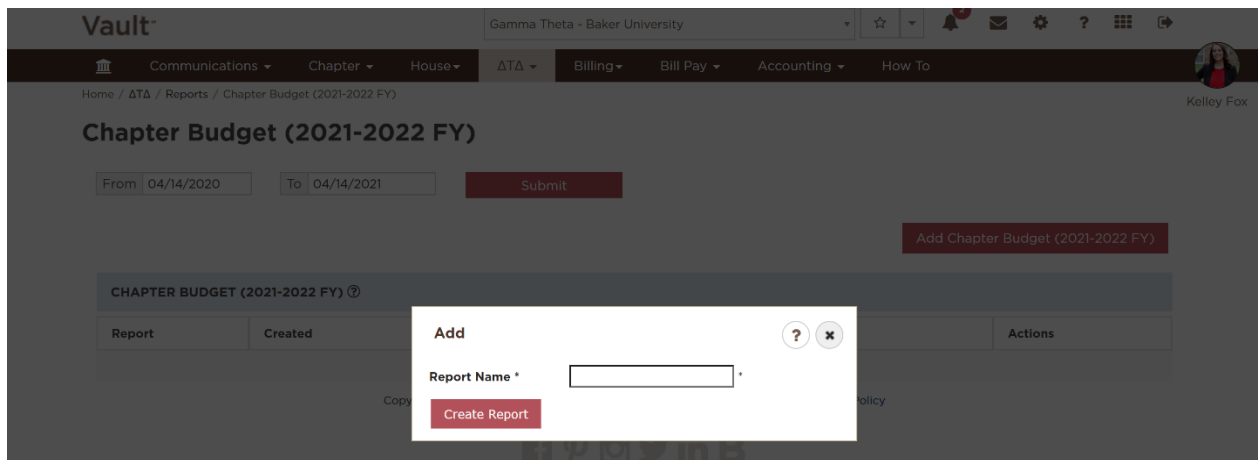 Vault
Gamma Theta - Baker University
Communications Chapter House ΔΤΔ Billing Bill Pay Accounting How To
Home / ΔΤΔ / Reports / Chapter Budget (2021-2022 FY)
Kelley Fox
Chapter Budget (2021-2022 FY)
From 04/14/2020 To 04/14/2021 Submit
Add Chapter Budget (2021-2022 FY)
CHAPTER BUDGET (2021-2022 FY) ?
Report Created Actions
Add ?
Report Name * *
Create Report
Copy
Policy